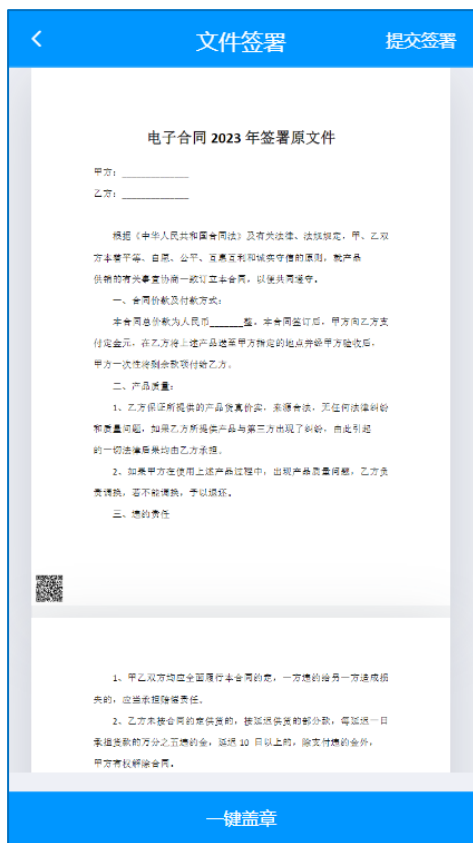 文件签署
提交签署
电子合同 2023 年签署原文件
甲方：
乙方：
根据《中华人民共和国合同法》及有关法律、法规规定，甲、乙双
方本着平等、自愿、公平、互惠互利和诚实守信的原则，就产品
供销的有关事宜协商一致订立本合同，以便共同遵守。
一、合同价款及付款方式：
本合同总价款为人民币______整。本合同签订后，甲方向乙方支
付定金元，在乙方将上述产品送至甲方指定的地点并经甲方验收后，
甲方一次性将剩余款项付给乙方。
二、产品质量：
1、乙方保证所提供的产品货真价实，来源合法，无任何法律纠纷
和质量问题，如果乙方所提供产品与第三方出现了纠纷，由此引起
的一切法律后果均由乙方承担。
2、如果甲方在使用上述产品过程中，出现产品质量问题，乙方负
责调换，若不能调换，予以退还。
三、违约责任
1、甲乙双方均应全面履行本合同约定，一方违约给另一方造成损
失的，应当承担赔偿责任。
2、乙方未按合同约定供货的，按延迟供货的部分款，每延迟一日
承担货款的万分之五违约金，延迟 10 日以上的，除支付违约金外，
甲方有权解除合同。
一键盖章